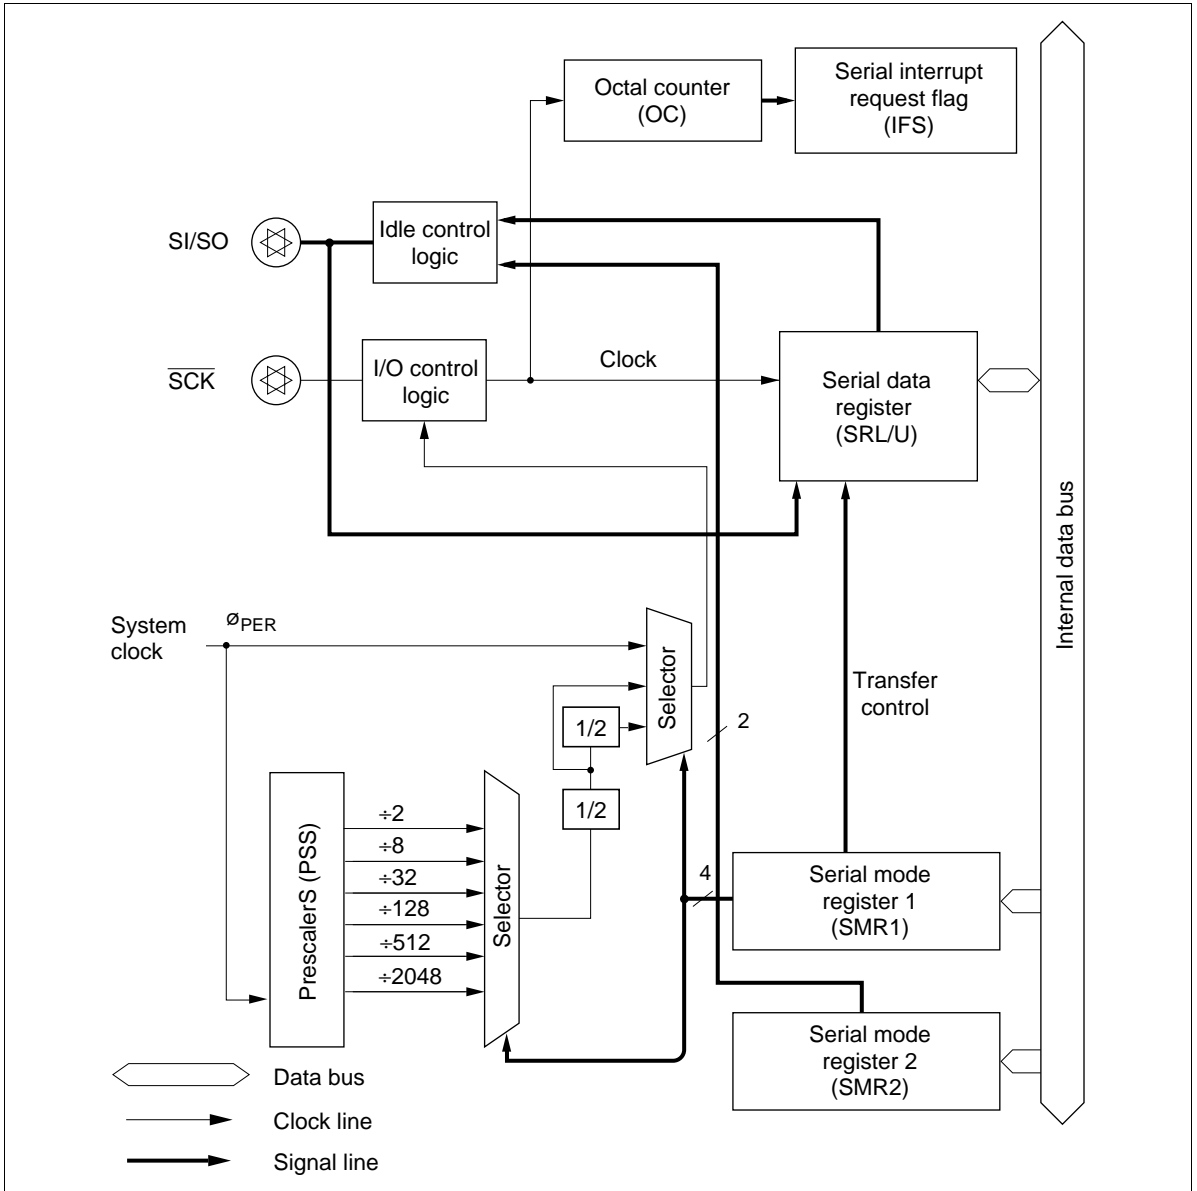 Octal counter
(OC)
Serial interrupt
request flag
(IFS)
SI/SO
Idle control
logic
SCK
I/O control
logic
Clock
Serial data
register
(SRL/U)
Internal data bus
System
clock
øPER
Selector
1/2
2
Transfer
control
1/2
PrescalerS (PSS)
÷2
÷8
÷32
÷128
÷512
÷2048
Selector
4
Serial mode
register 1
(SMR1)
Serial mode
register 2
(SMR2)
Data bus
Clock line
Signal line